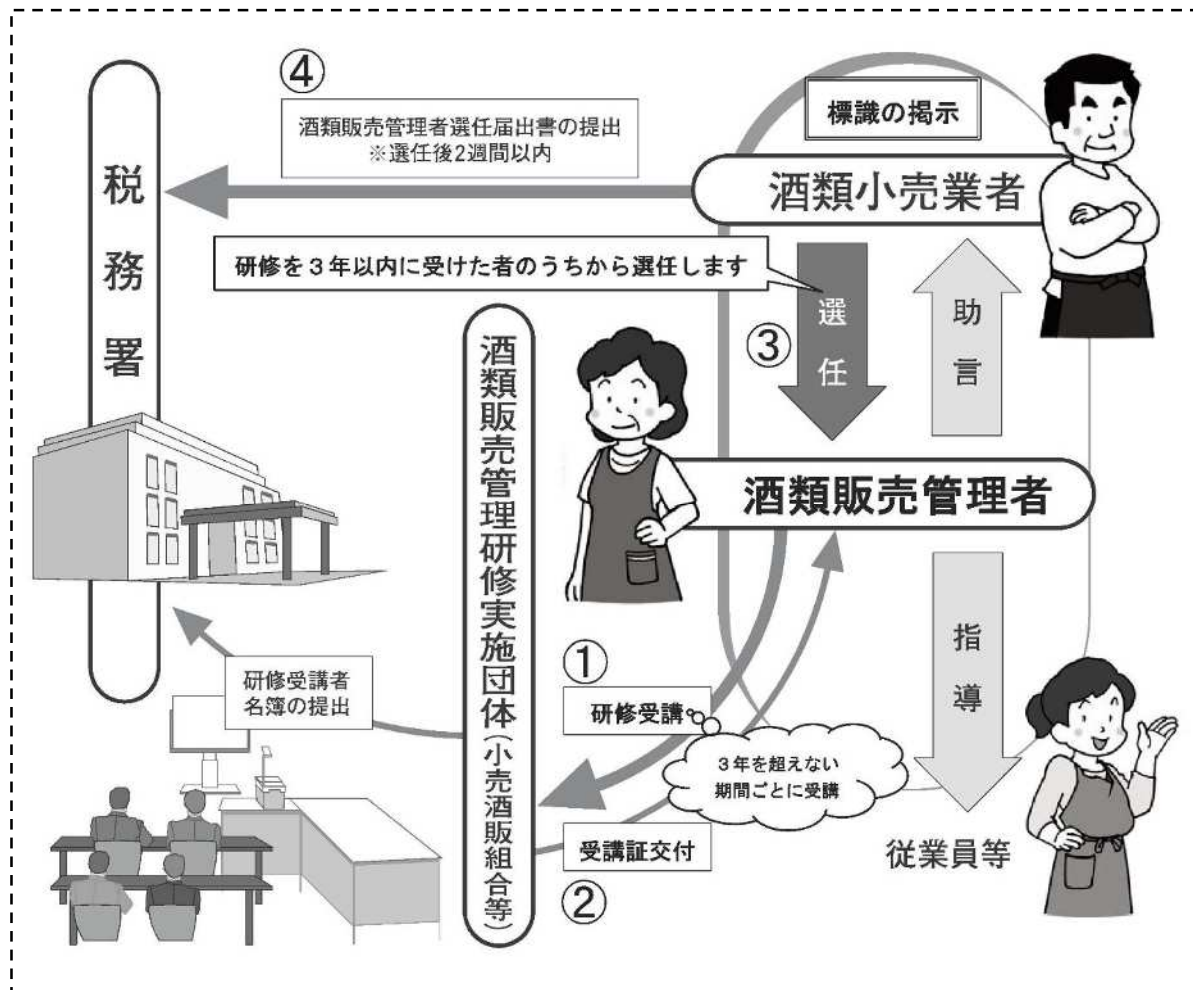 ④
酒類販売管理者選任届出書の提出
※選任後2週間以内
標識の掲示
酒類小売業者
税務署
研修を3年以内に受けた者のうちから選任します
③
選任
助言
酒類販売管理者
酒類販売管理研修実施団体(小売酒販組合等)
指導
①
研修受講
3年を超えない
期間ごとに受講
研修受講者
名簿の提出
受講証交付
②
従業員等